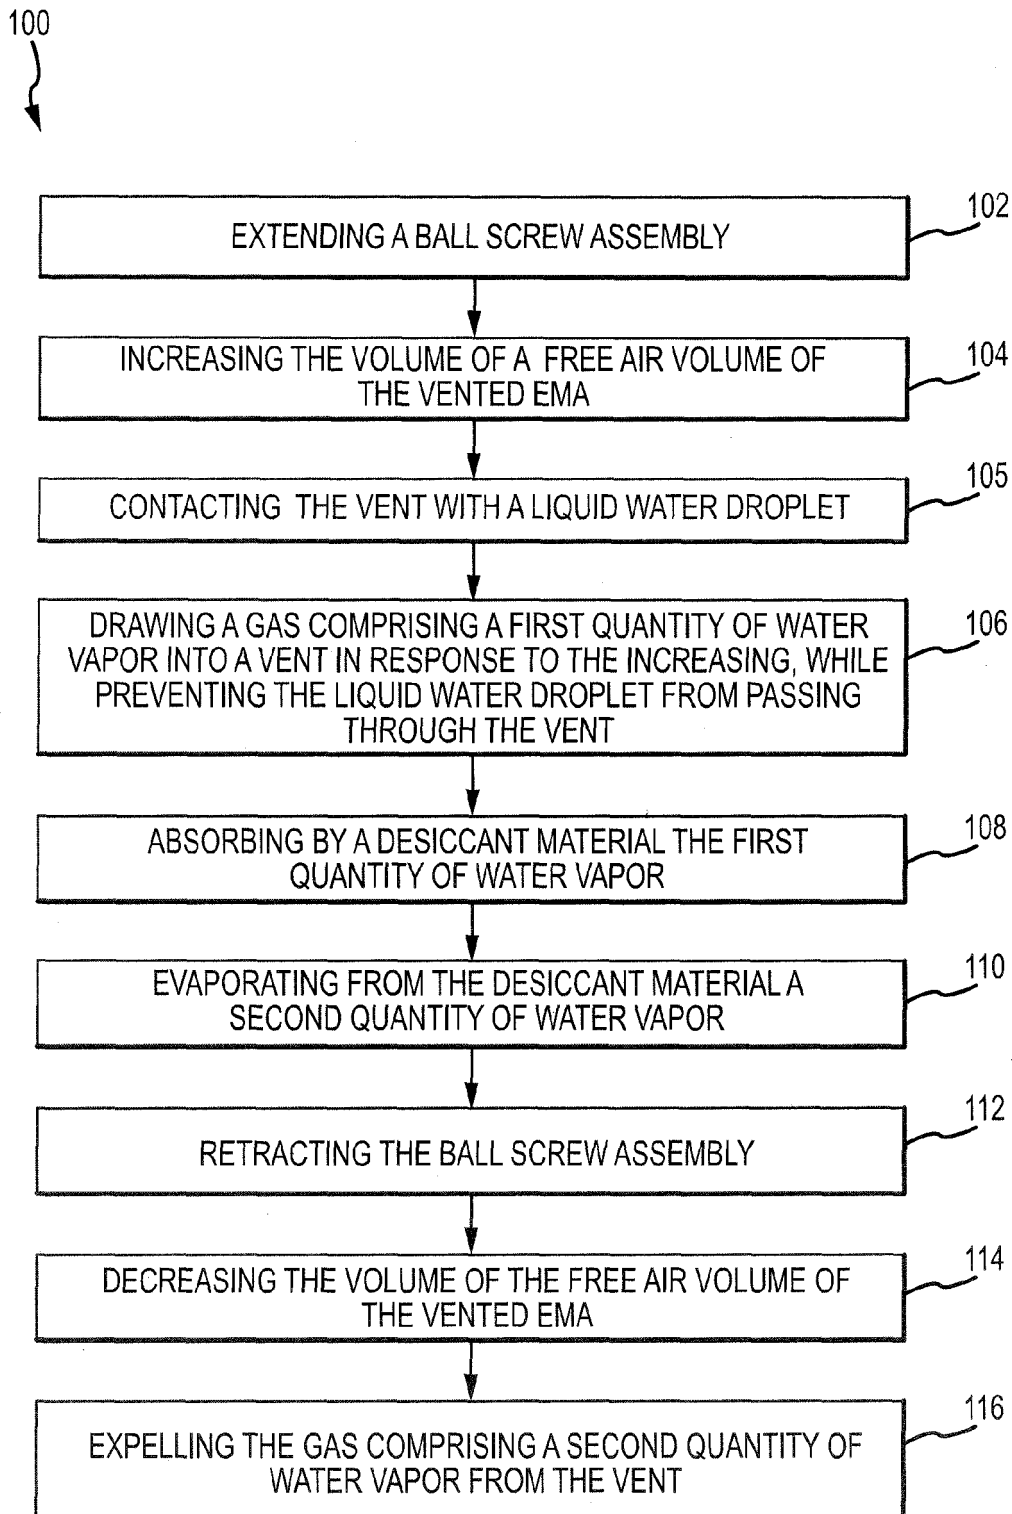 100
EXTENDING A BALL SCREW ASSEMBLY
102
INCREASING THE VOLUME OF A FREE AIR VOLUME OF
THE VENTED EMA
104
CONTACTING THE VENT WITH A LIQUID WATER DROPLET
105
DRAWING A GAS COMPRISING A FIRST QUANTITY OF WATER
VAPOR INTO A VENT IN RESPONSE TO THE INCREASING, WHILE
PREVENTING THE LIQUID WATER DROPLET FROM PASSING
THROUGH THE VENT
106
ABSORBING BY A DESICCANT MATERIAL THE FIRST
QUANTITY OF WATER VAPOR
108
EVAPORATING FROM THE DESICCANT MATERIAL A
SECOND QUANTITY OF WATER VAPOR
110
RETRACTING THE BALL SCREW ASSEMBLY
112
DECREASING THE VOLUME OF THE FREE AIR VOLUME OF
THE VENTED EMA
114
EXPELLING THE GAS COMPRISING A SECOND QUANTITY OF
WATER VAPOR FROM THE VENT
116